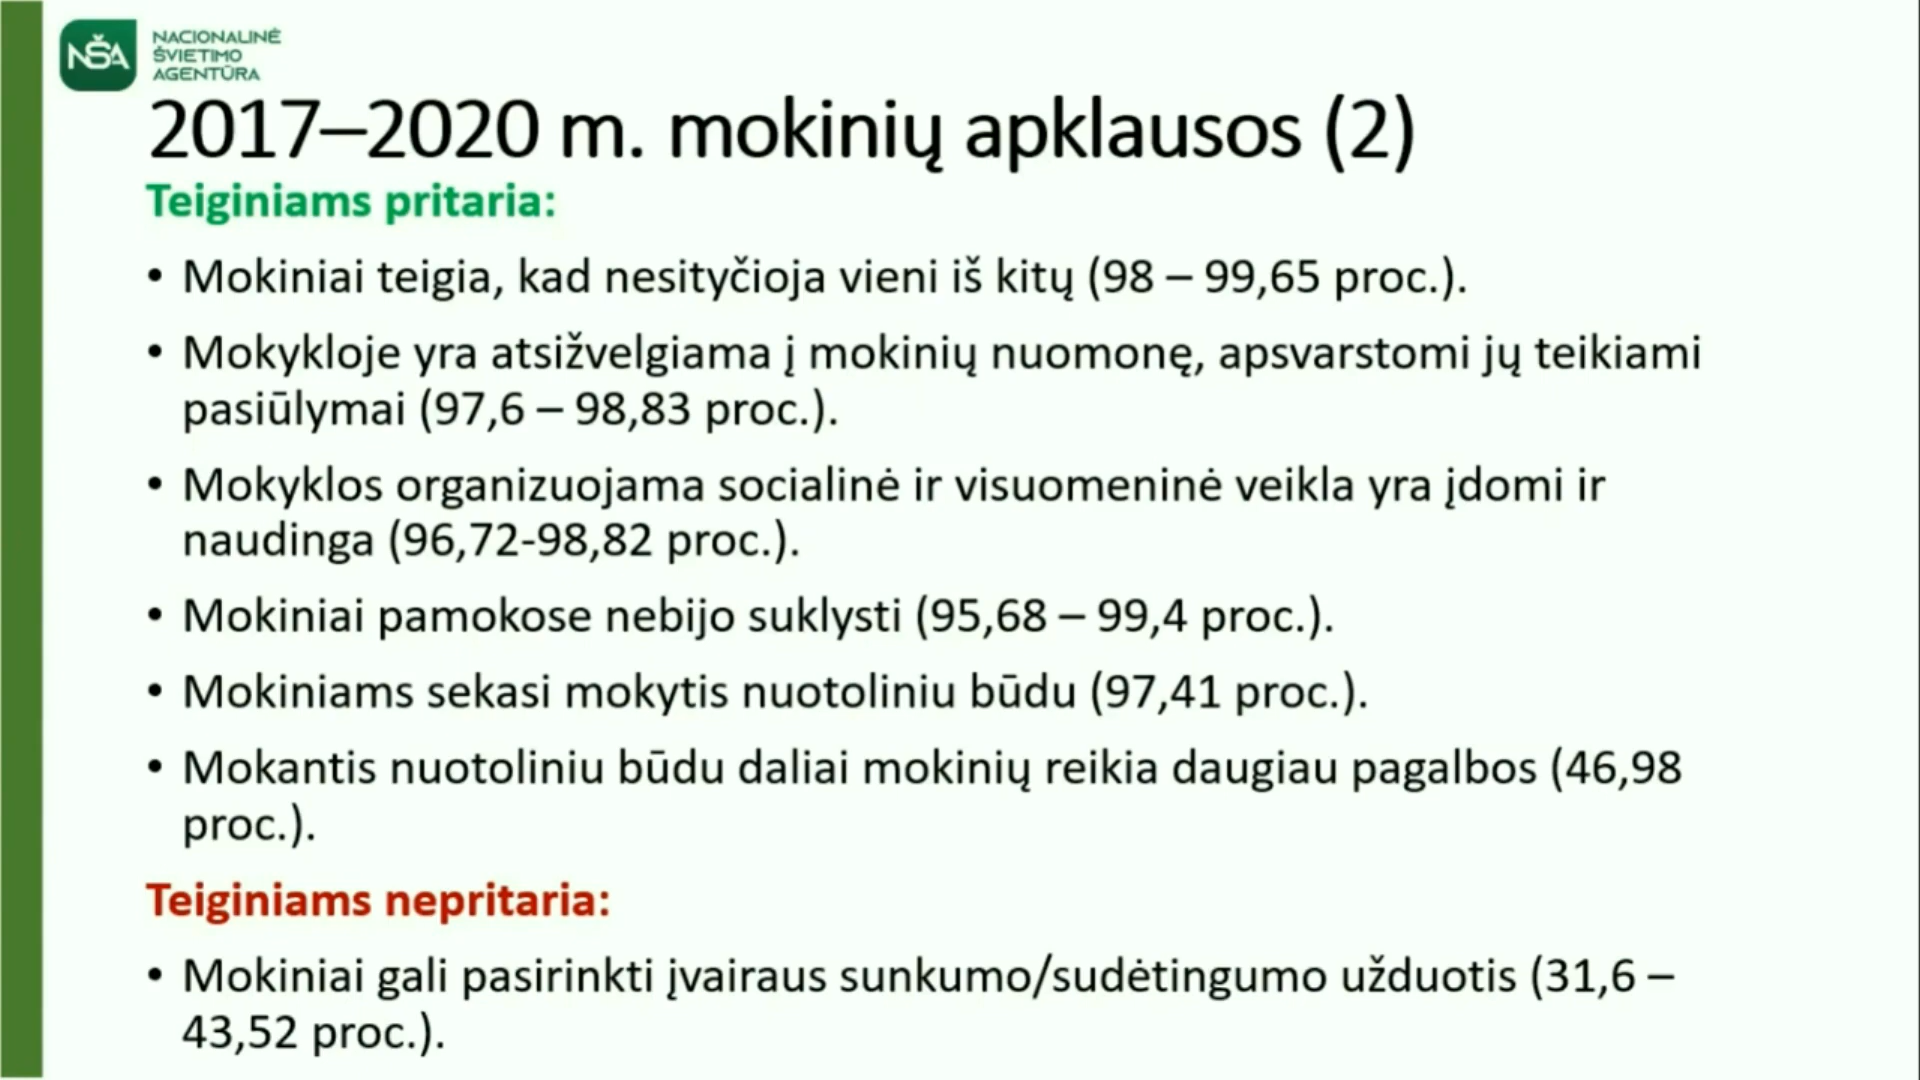 NŠA
NACIONALINĖ
ŠVIETIMO
AGENTŪRA
2017–2020 m. mokinių apklausos (2)
Teiginiams pritaria:
• Mokiniai teigia, kad nesityčioja vieni iš kitų (98 – 99,65 proc.).
• Mokykloje yra atsižvelgiama į mokinių nuomonę, apsvarstomi jų teikiami
pasiūlymai (97,6 – 98,83 proc.).
• Mokyklos organizuojama socialinė ir visuomeninė veikla yra įdomi ir
naudinga (96,72-98,82 proc.).
• Mokiniai pamokose nebijo suklysti (95,68 – 99,4 proc.).
• Mokiniams sekasi mokytis nuotoliniu būdu (97,41 proc.).
• Mokantis nuotoliniu būdu daliai mokinių reikia daugiau pagalbos (46,98
proc.).
Teiginiams nepritaria:
• Mokiniai gali pasirinkti įvairaus sunkumo/sudėtingumo užduotis (31,6 –
43,52 proc.).